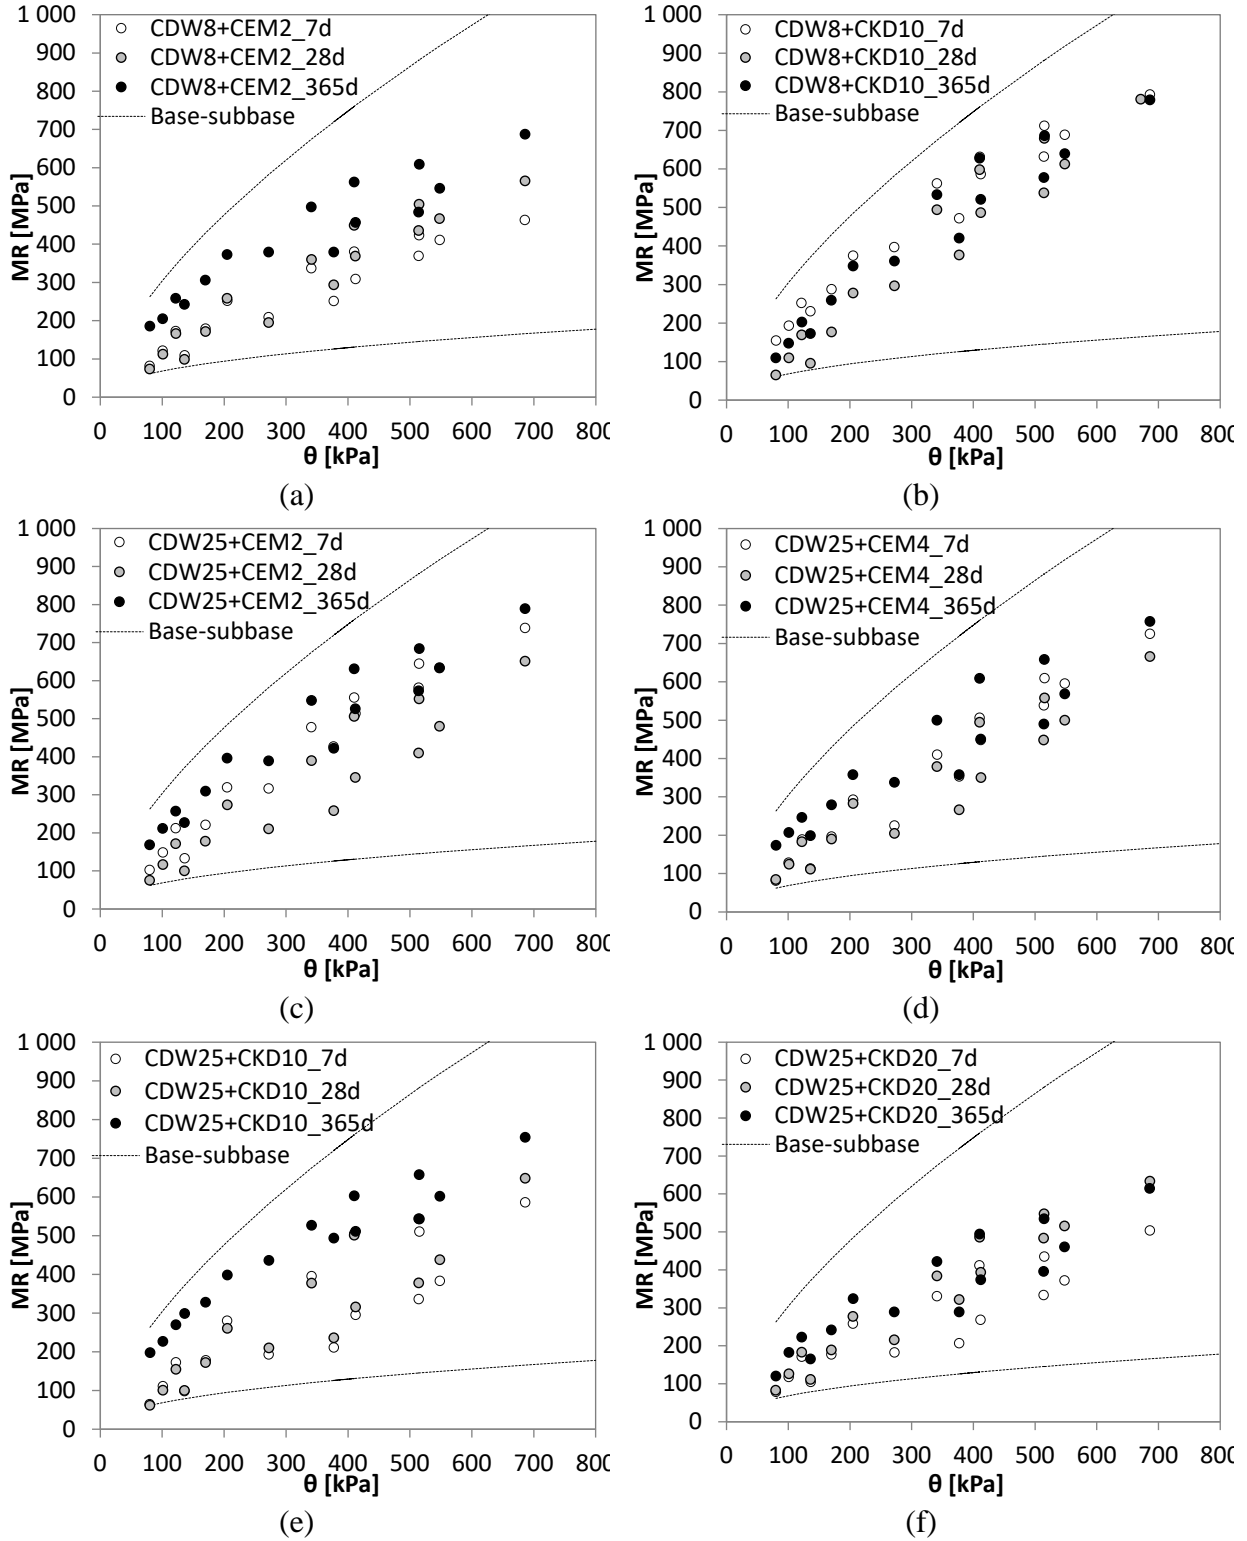 1 000
900
800
700
600
500
400
300
200
100
0
MR [MPa]
CDW8+CEM2_7d
CDW8+CEM2_28d
CDW8+CEM2_365d
Base-subbase
0 100 200 300 400 500 600 700 800
θ [kPa]
(a)
1 000
900
800
700
600
500
400
300
200
100
0
MR [MPa]
CDW8+CKD10_7d
CDW8+CKD10_28d
CDW8+CKD10_365d
Base-subbase
0 100 200 300 400 500 600 700 800
θ [kPa]
(b)
1 000
900
800
700
600
500
400
300
200
100
0
MR [MPa]
CDW25+CEM2_7d
CDW25+CEM2_28d
CDW25+CEM2_365d
Base-subbase
0 100 200 300 400 500 600 700 800
θ [kPa]
(c)
1 000
900
800
700
600
500
400
300
200
100
0
MR [MPa]
CDW25+CEM4_7d
CDW25+CEM4_28d
CDW25+CEM4_365d
Base-subbase
0 100 200 300 400 500 600 700 800
θ [kPa]
(d)
1 000
900
800
700
600
500
400
300
200
100
0
MR [MPa]
CDW25+CKD10_7d
CDW25+CKD10_28d
CDW25+CKD10_365d
Base-subbase
0 100 200 300 400 500 600 700 800
θ [kPa]
(e)
1 000
900
800
700
600
500
400
300
200
100
0
MR [MPa]
CDW25+CKD20_7d
CDW25+CKD20_28d
CDW25+CKD20_365d
Base-subbase
0 100 200 300 400 500 600 700 800
θ [kPa]
(f)